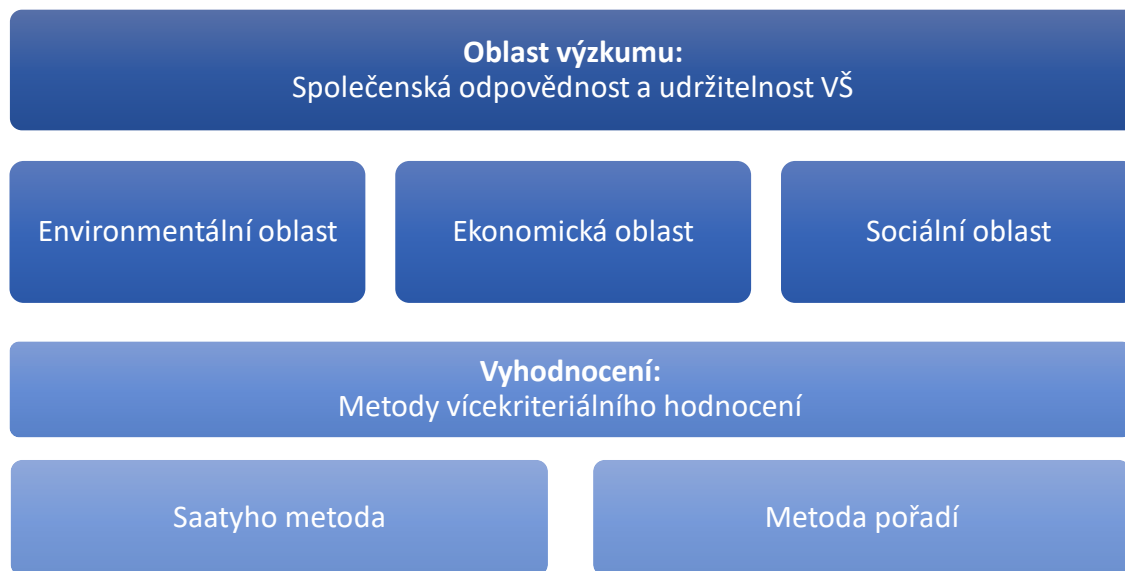 Oblast výzkumu:
Společenská odpovědnost a udržitelnost VŠ
Environmentální oblast
Ekonomická oblast
Sociální oblast
Vyhodnocení:
Metody vícekriteriálního hodnocení
Saatyho metoda
Metoda pořadí